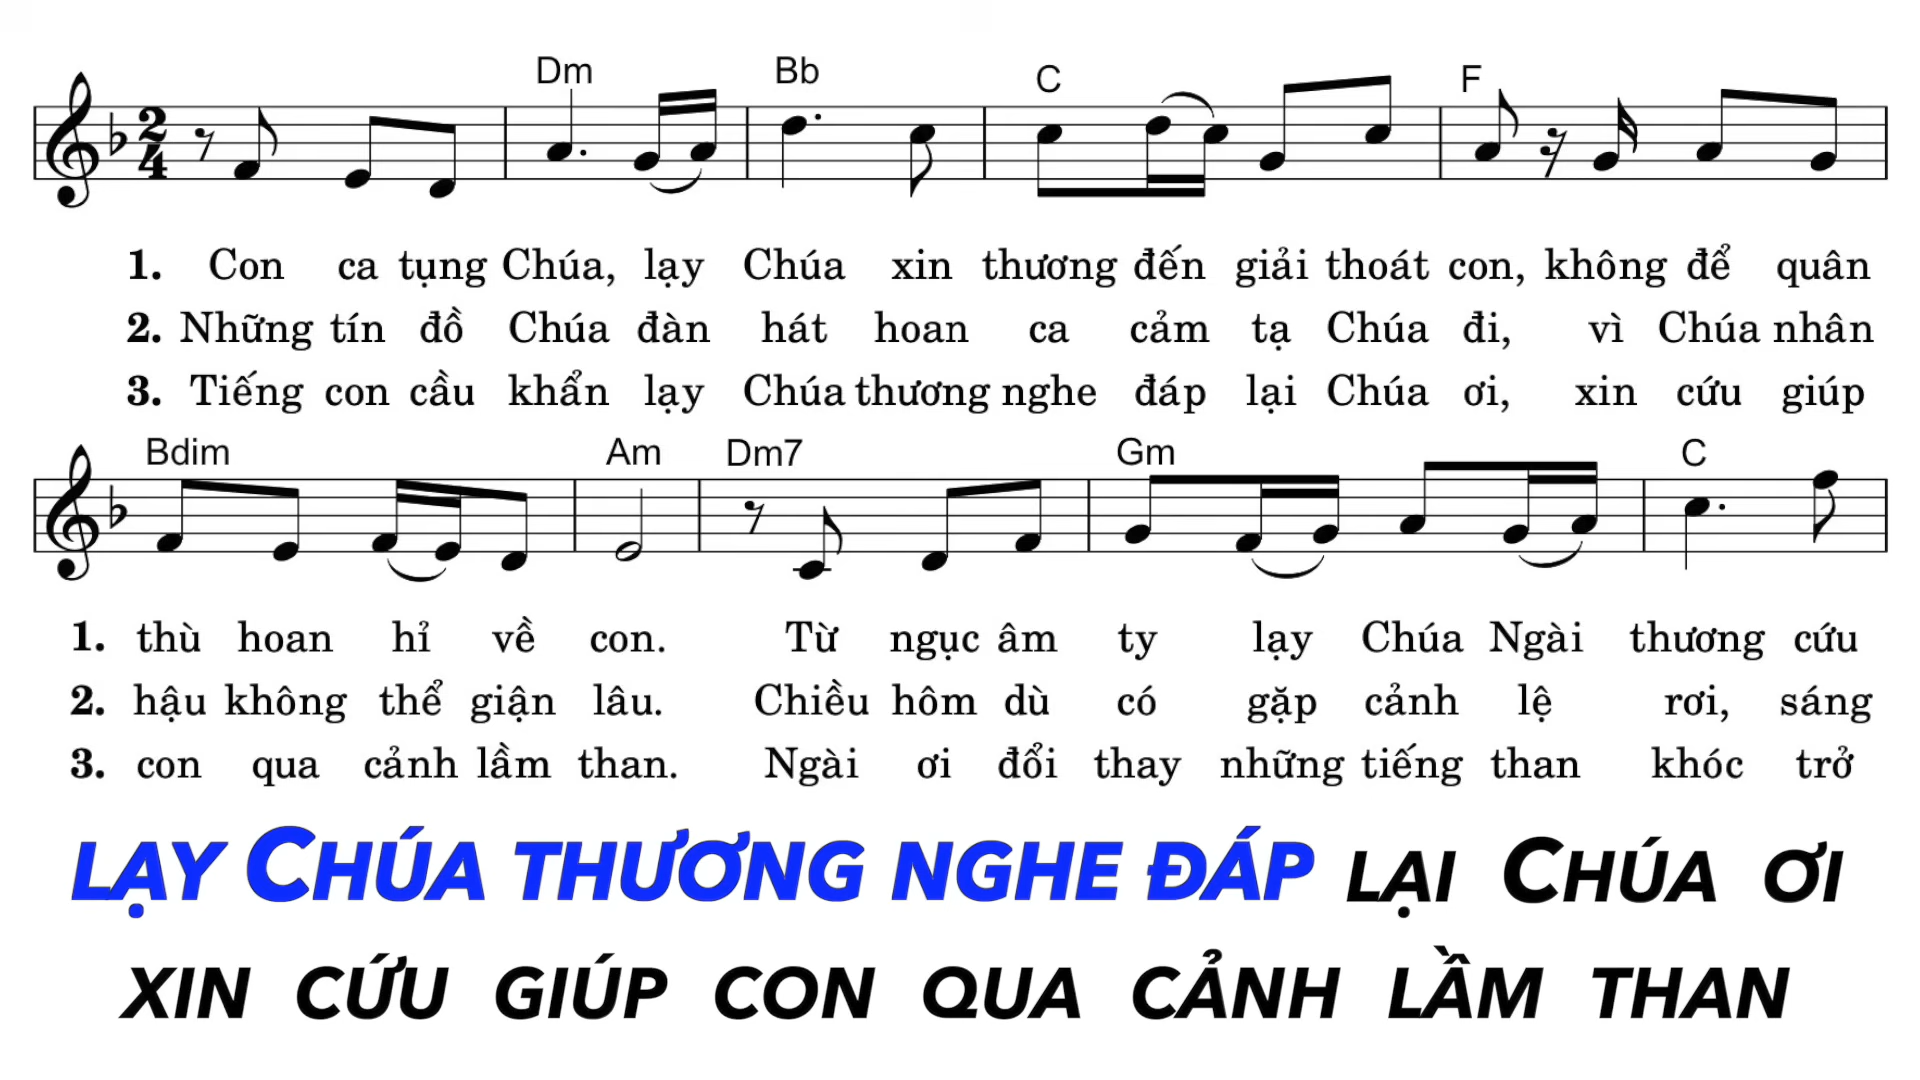 Dm Bb C F
2
4
1. Con ca tụng Chúa, lạy Chúa xin thương đến giải thoát con, không để quân
2. Những tín đồ Chúa đàn hát hoan ca cảm tạ Chúa đi, vì Chúa nhân
3. Tiếng con cầu khẩn lạy Chúa thương nghe đáp lại Chúa ơi, xin cứu giúp
Bdim Am Dm7 Gm C
1. thù hoan hỉ về con. Từ ngục âm ty lạy Chúa Ngài thương cứu
2. hậu không thể giận lâu. Chiều hôm dù có gặp cảnh lệ rơi, sáng
3. con qua cảnh lầm than. Ngài ơi đổi thay những tiếng than khóc trở
LẠY CHÚA THƯƠNG NGHE ĐÁP LẠI CHÚA ƠI
XIN CỨU GIÚP CON QUA CẢNH LẦM THAN